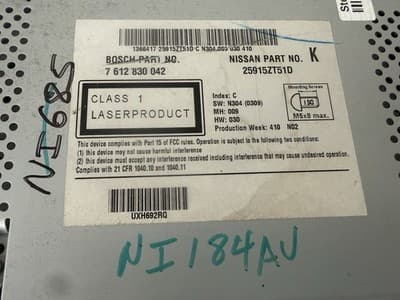 1386417 25915ZT51D-C N304,009/030 410
BOSCH-PART NO.
7 612 830 042
NISSAN PART NO. K
25915ZT51D
CLASS 1
LASERPRODUCT
Index: C
SW: N304 (0309)
MH: 009
HW: 030
Production Week: 410 N02
Mounting Screw
M5x8 max.
This device complies with Part 15 of FCC rules. Operation is subject to the following two conditions:
(1) this device may not cause harmful interference
(2) this device must accept any interference received including interference that may cause undesired operation.
Complies with 21 CFR 1040.10 and 1040.11
UXH692RQ
NI685
NI184AU